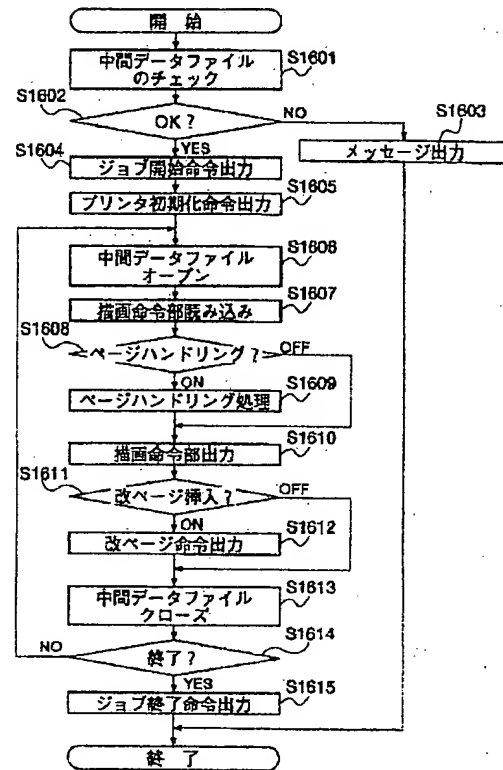 開 始
中間データファイル
のチェック
S1601
S1602
OK?
NO
YES
S1603
メッセージ出力
S1604
ジョブ開始命令出力
S1605
プリンタ初期化命令出力
S1606
中間データファイル
オープン
S1607
描画命令部読み込み
S1608
ページハンドリング?
OFF
ON
S1609
ページハンドリング処理
S1610
描画命令部出力
S1611
改ページ挿入?
OFF
ON
S1612
改ページ命令出力
S1613
中間データファイル
クローズ
S1614
NO
終了?
YES
S1615
ジョブ終了命令出力
終 了